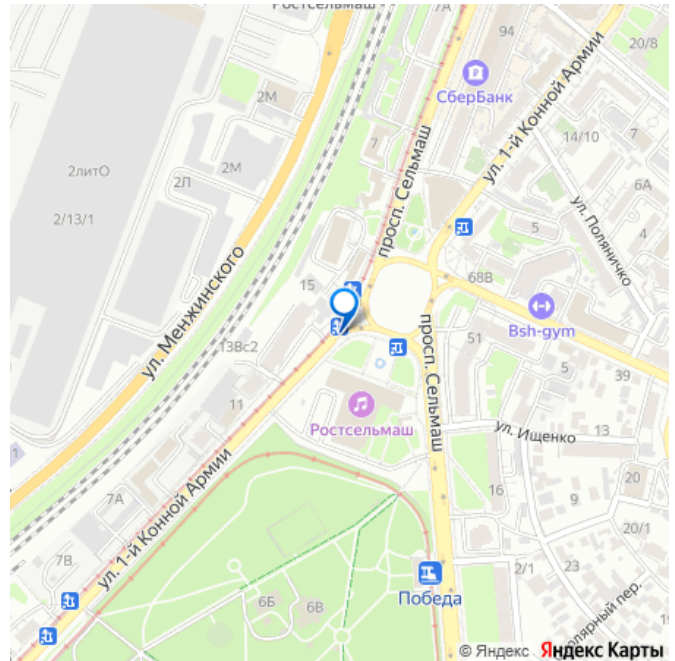 Ростсельмаш
7А
94
20/8
СберБанк
ул. 1-й Конной Армии
2М
14/10
7
7
2литО
2М
2Л
6А
просп. Сельмаш
ул. Поляничко
2/13/1
5
4
ул. Менжинского
15
68В
Bsh-gym
13Вс2
51
просп. Сельмаш
5
39
11
Ростсельмаш
ул. Ищенко
13
ул. 1-й Конной Армии
16
9
20
7А
20/1
7В
2/1
23
6Б
6В
Победа
олярный пер.
1
© Яндекс Яндекс Карты